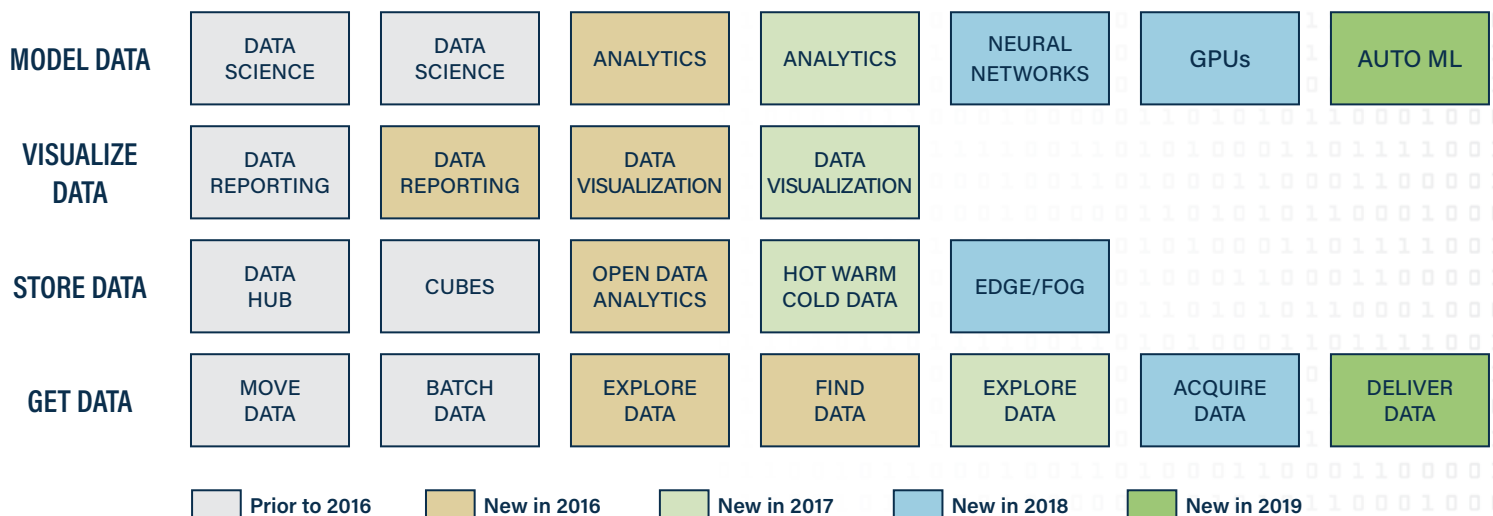 MODEL DATA
DATA
SCIENCE
DATA
SCIENCE
ANALYTICS
ANALYTICS
NEURAL
NETWORKS
GPUs
AUTO ML
VISUALIZE
DATA
DATA
REPORTING
DATA
REPORTING
DATA
VISUALIZATION
DATA
VISUALIZATION
STORE DATA
DATA
HUB
CUBES
OPEN DATA
ANALYTICS
HOT WARM
COLD DATA
EDGE/FOG
GET DATA
MOVE
DATA
BATCH
DATA
EXPLORE
DATA
FIND
DATA
EXPLORE
DATA
ACQUIRE
DATA
DELIVER
DATA
Prior to 2016
New in 2016
New in 2017
New in 2018
New in 2019